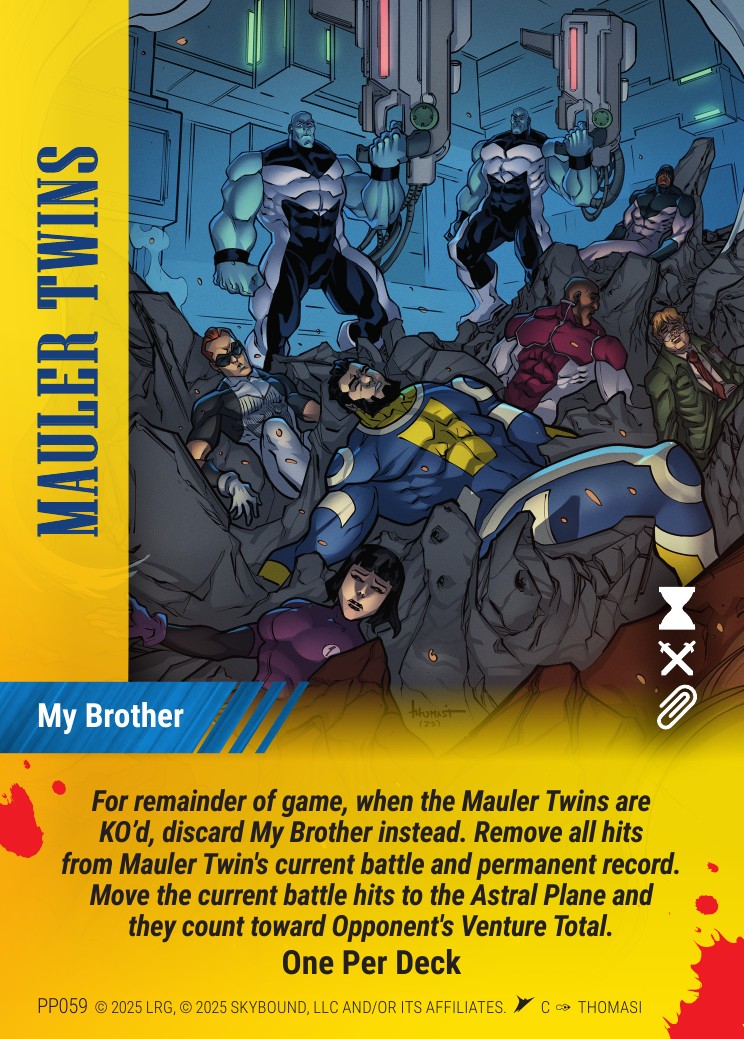 MAULER TWINS
My Brother
For remainder of game, when the Mauler Twins are
KO'd, discard My Brother instead. Remove all hits
from Mauler Twin's current battle and permanent record.
Move the current battle hits to the Astral Plane and
they count toward Opponent's Venture Total.
One Per Deck
PP059 © 2025 LRG, © 2025 SKYBOUND, LLC AND/OR ITS AFFILIATES. C THOMASI